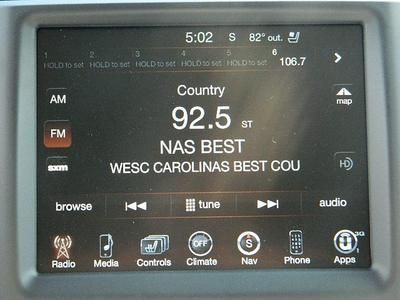 5:02 S 82° out.
1 2 3 4 5 6
HOLD to set HOLD to set HOLD to set HOLD to set HOLD to set 106.7
Country
AM map
92.5 ST
FM
NAS BEST
sxm WESC CAROLINAS BEST COU HD
browse tune audio
OFF S
Radio Media Controls Climate Nav Phone Apps